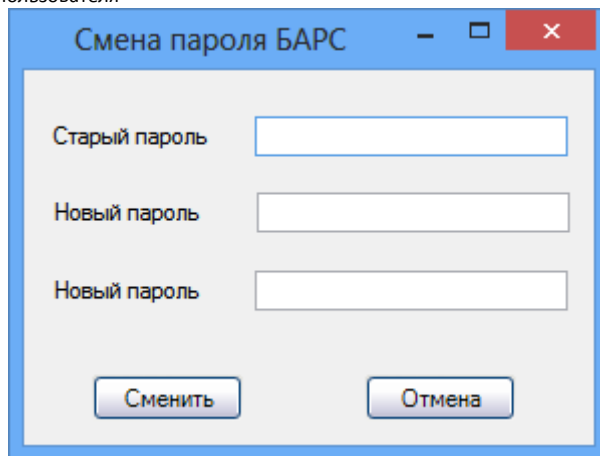 Смена пароля БАРС
Старый пароль
Новый пароль
Новый пароль
Сменить Отмена